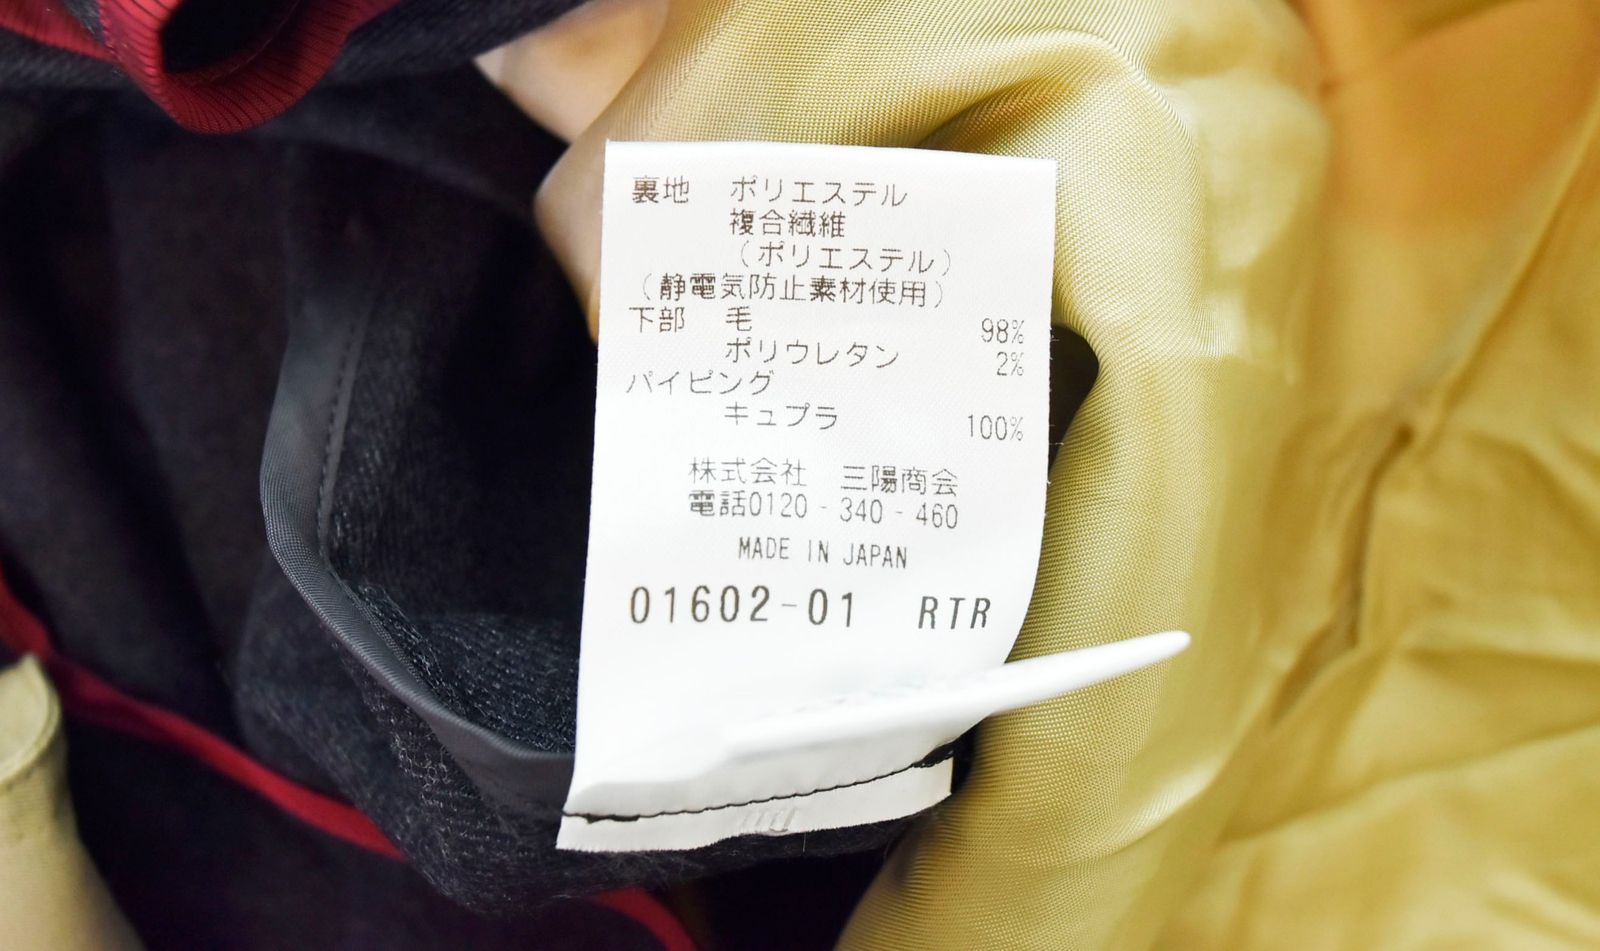 裏地 ポリエステル
複合繊維
(ポリエステル)
(静電気防止素材使用)
下部 毛 98%
ポリウレタン 2%
パイピング
キュプラ 100%
株式会社 三陽商会
電話0120-340-460
MADE IN JAPAN
01602-01 RTR